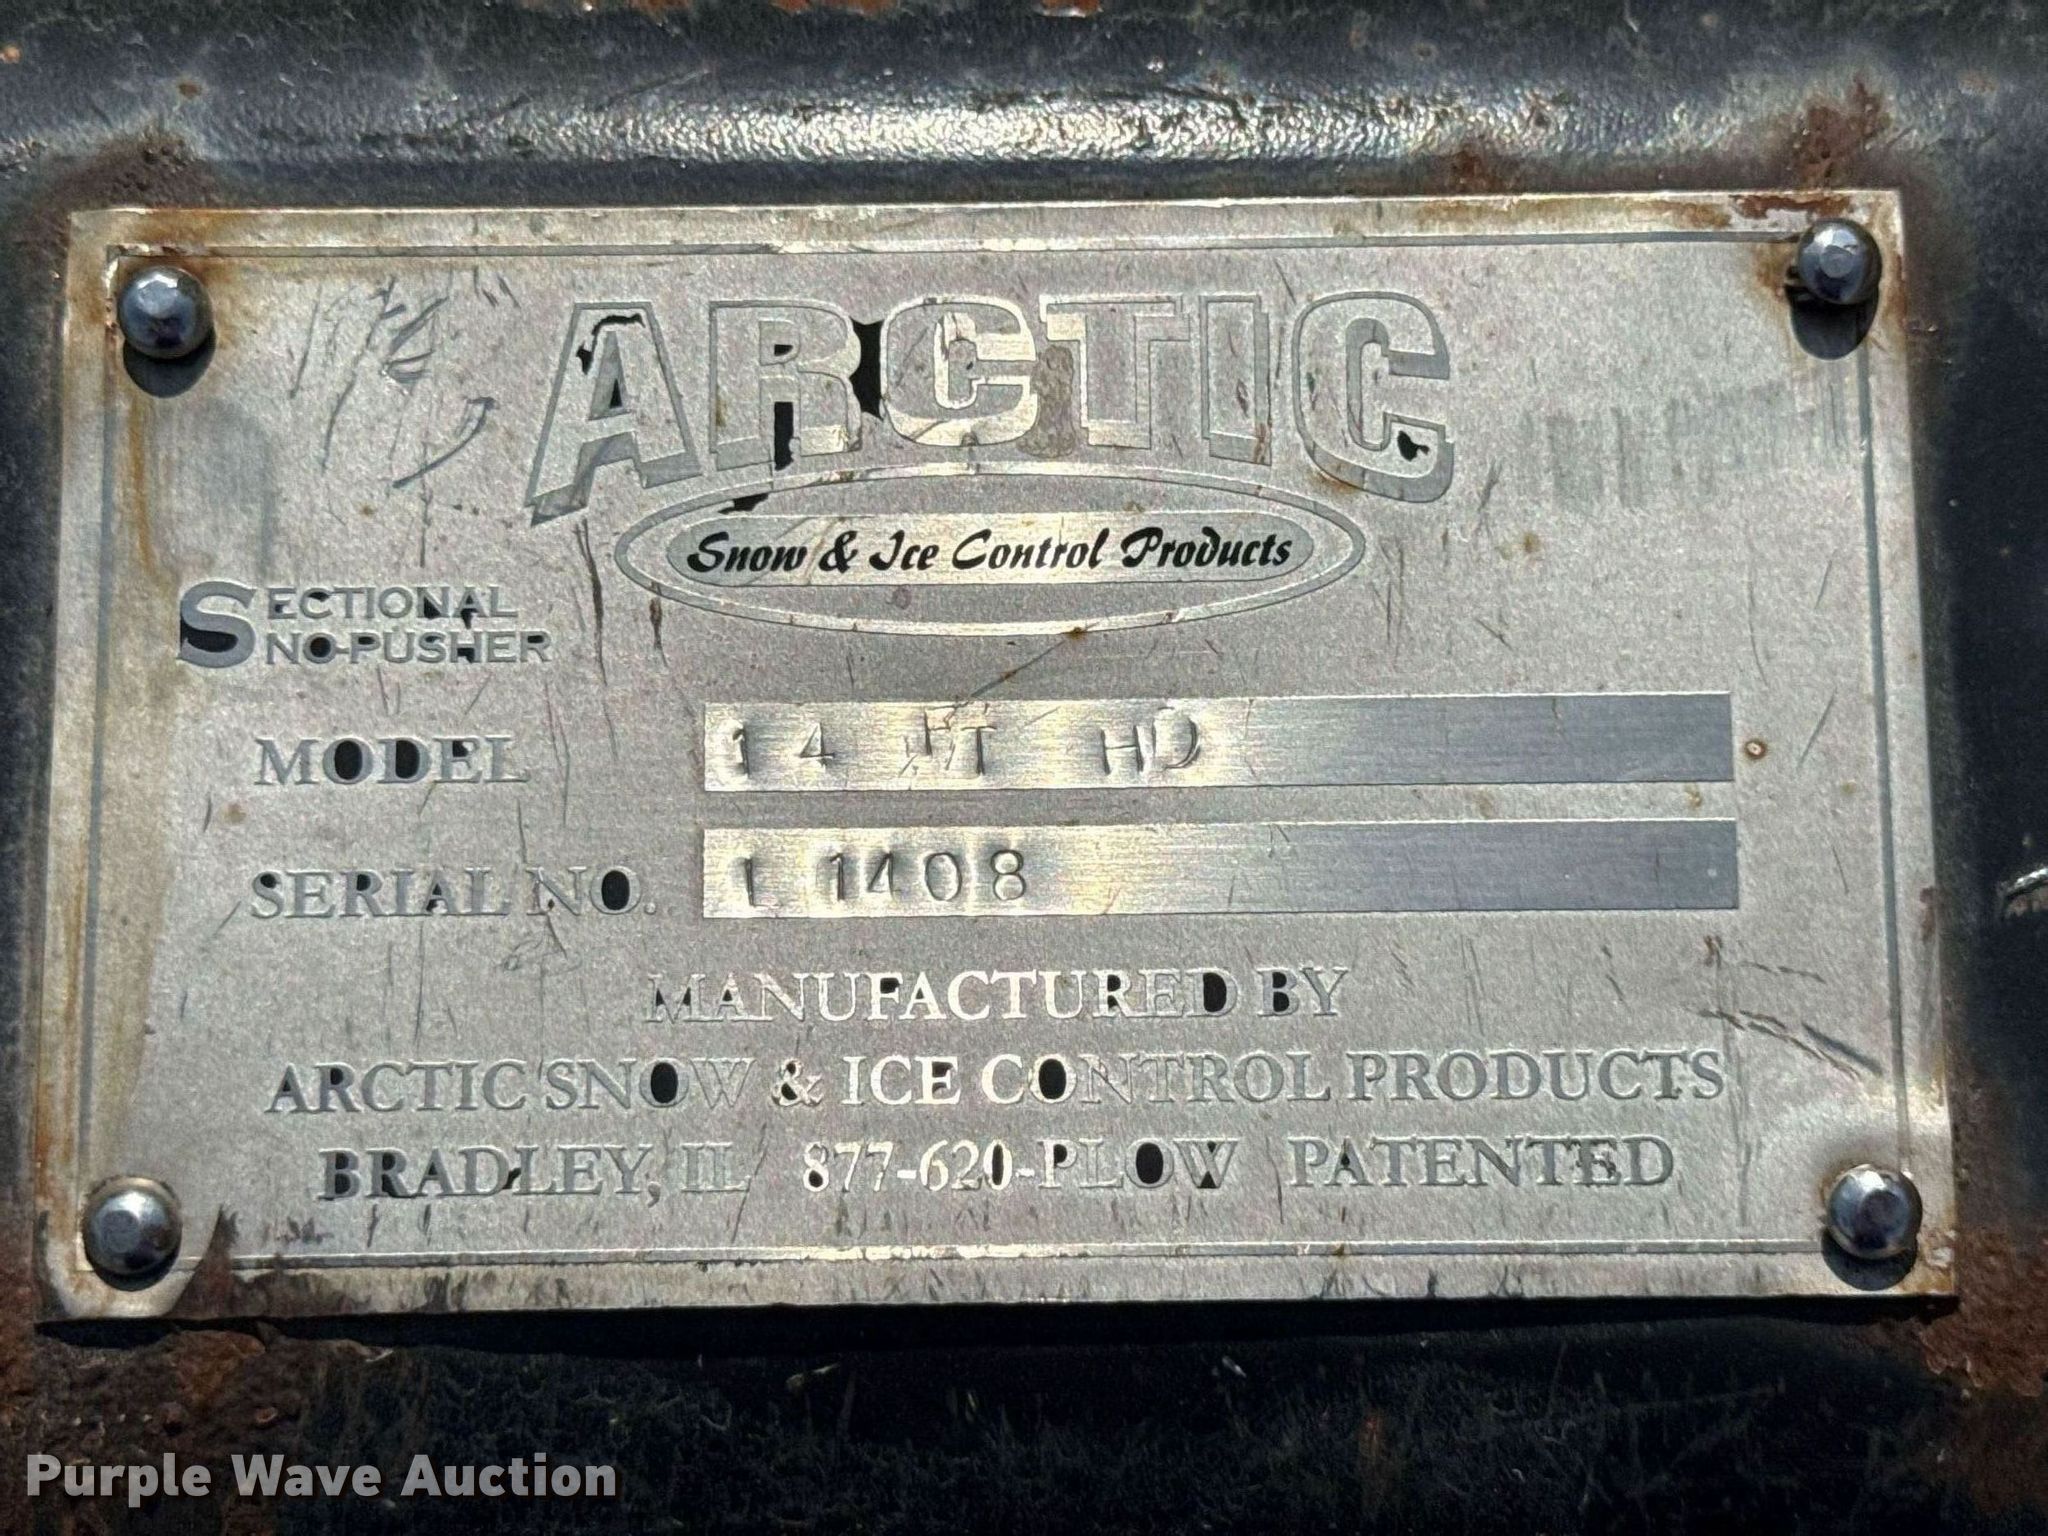 ARCTIC
Snow & Ice Control Products
SECTIONAL
SNO-PUSHER
MODEL 14 FT HD
SERIAL NO. 11408
MANUFACTURED BY
ARCTIC SNOW & ICE CONTROL PRODUCTS
BRADLEY, IL 877-620-PLOW PATENTED
Purple Wave Auction